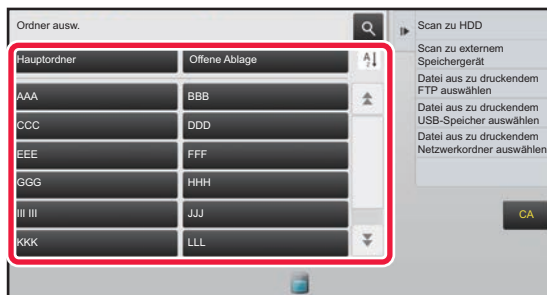 Ordner ausw.
Hauptordner
Offene Ablage
A
Z
AAA
BBB
CCC
DDD
EEE
FFF
GGG
HHH
III III
JJJ
KKK
LLL
Scan zu HDD
Scan zu externem
Speichergerät
Datei aus zu druckendem
FTP auswählen
Datei aus zu druckendem
USB-Speicher auswählen
Datei aus zu druckendem
Netzwerkordner auswählen
CA